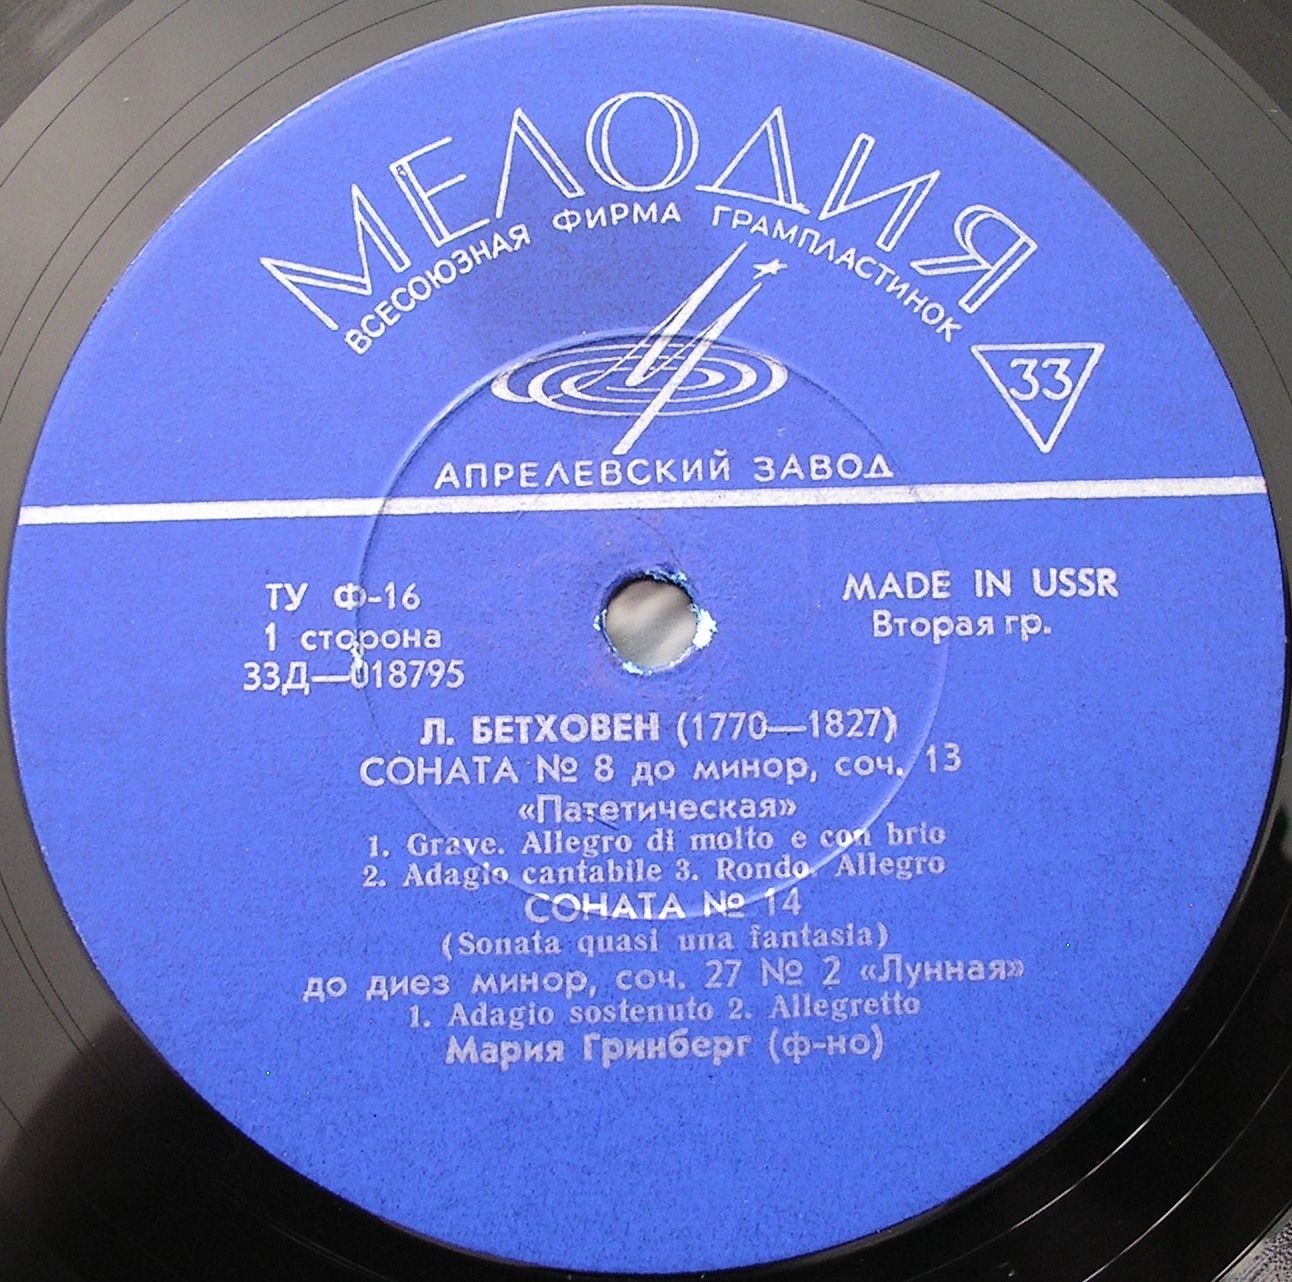 МЕЛОДИЯ
ВСЕСОЮЗНАЯ ФИРМА ГРАМПЛАСТИНОК
33
АПРЕЛЕВСКИЙ ЗАВОД
ТУ Ф-16
1 сторона
33Д—018795
MADE IN USSR
Вторая гр.
Л. БЕТХОВЕН (1770—1827)
СОНАТА № 8 до минор, соч. 13
«Патетическая»
1. Grave. Allegro di molto e con brio
2. Adagio cantabile 3. Rondo. Allegro
СОНАТА № 14
(Sonata quasi una fantasia)
до диез минор, соч. 27 № 2 «Лунная»
1. Adagio sostenuto 2. Allegretto
Мария Гринберг (ф-но)